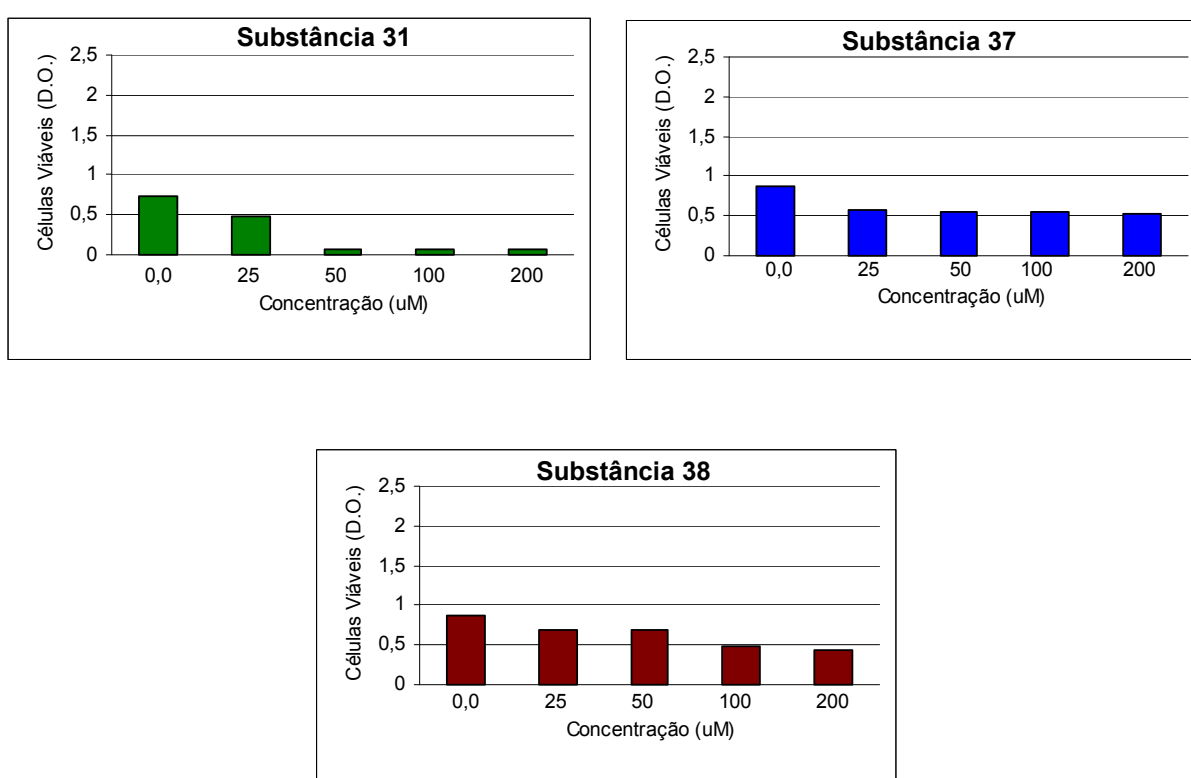 Substância 31
Células Viáveis (D.O.)
2,5
2
1,5
1
0,5
0
0,0 25 50 100 200
Concentração (uM)
Substância 37
Células Viáveis (D.O.)
2,5
2
1,5
1
0,5
0
0,0 25 50 100 200
Concentração (uM)
Substância 38
Células Viáveis (D.O.)
2,5
2
1,5
1
0,5
0
0,0 25 50 100 200
Concentração (uM)